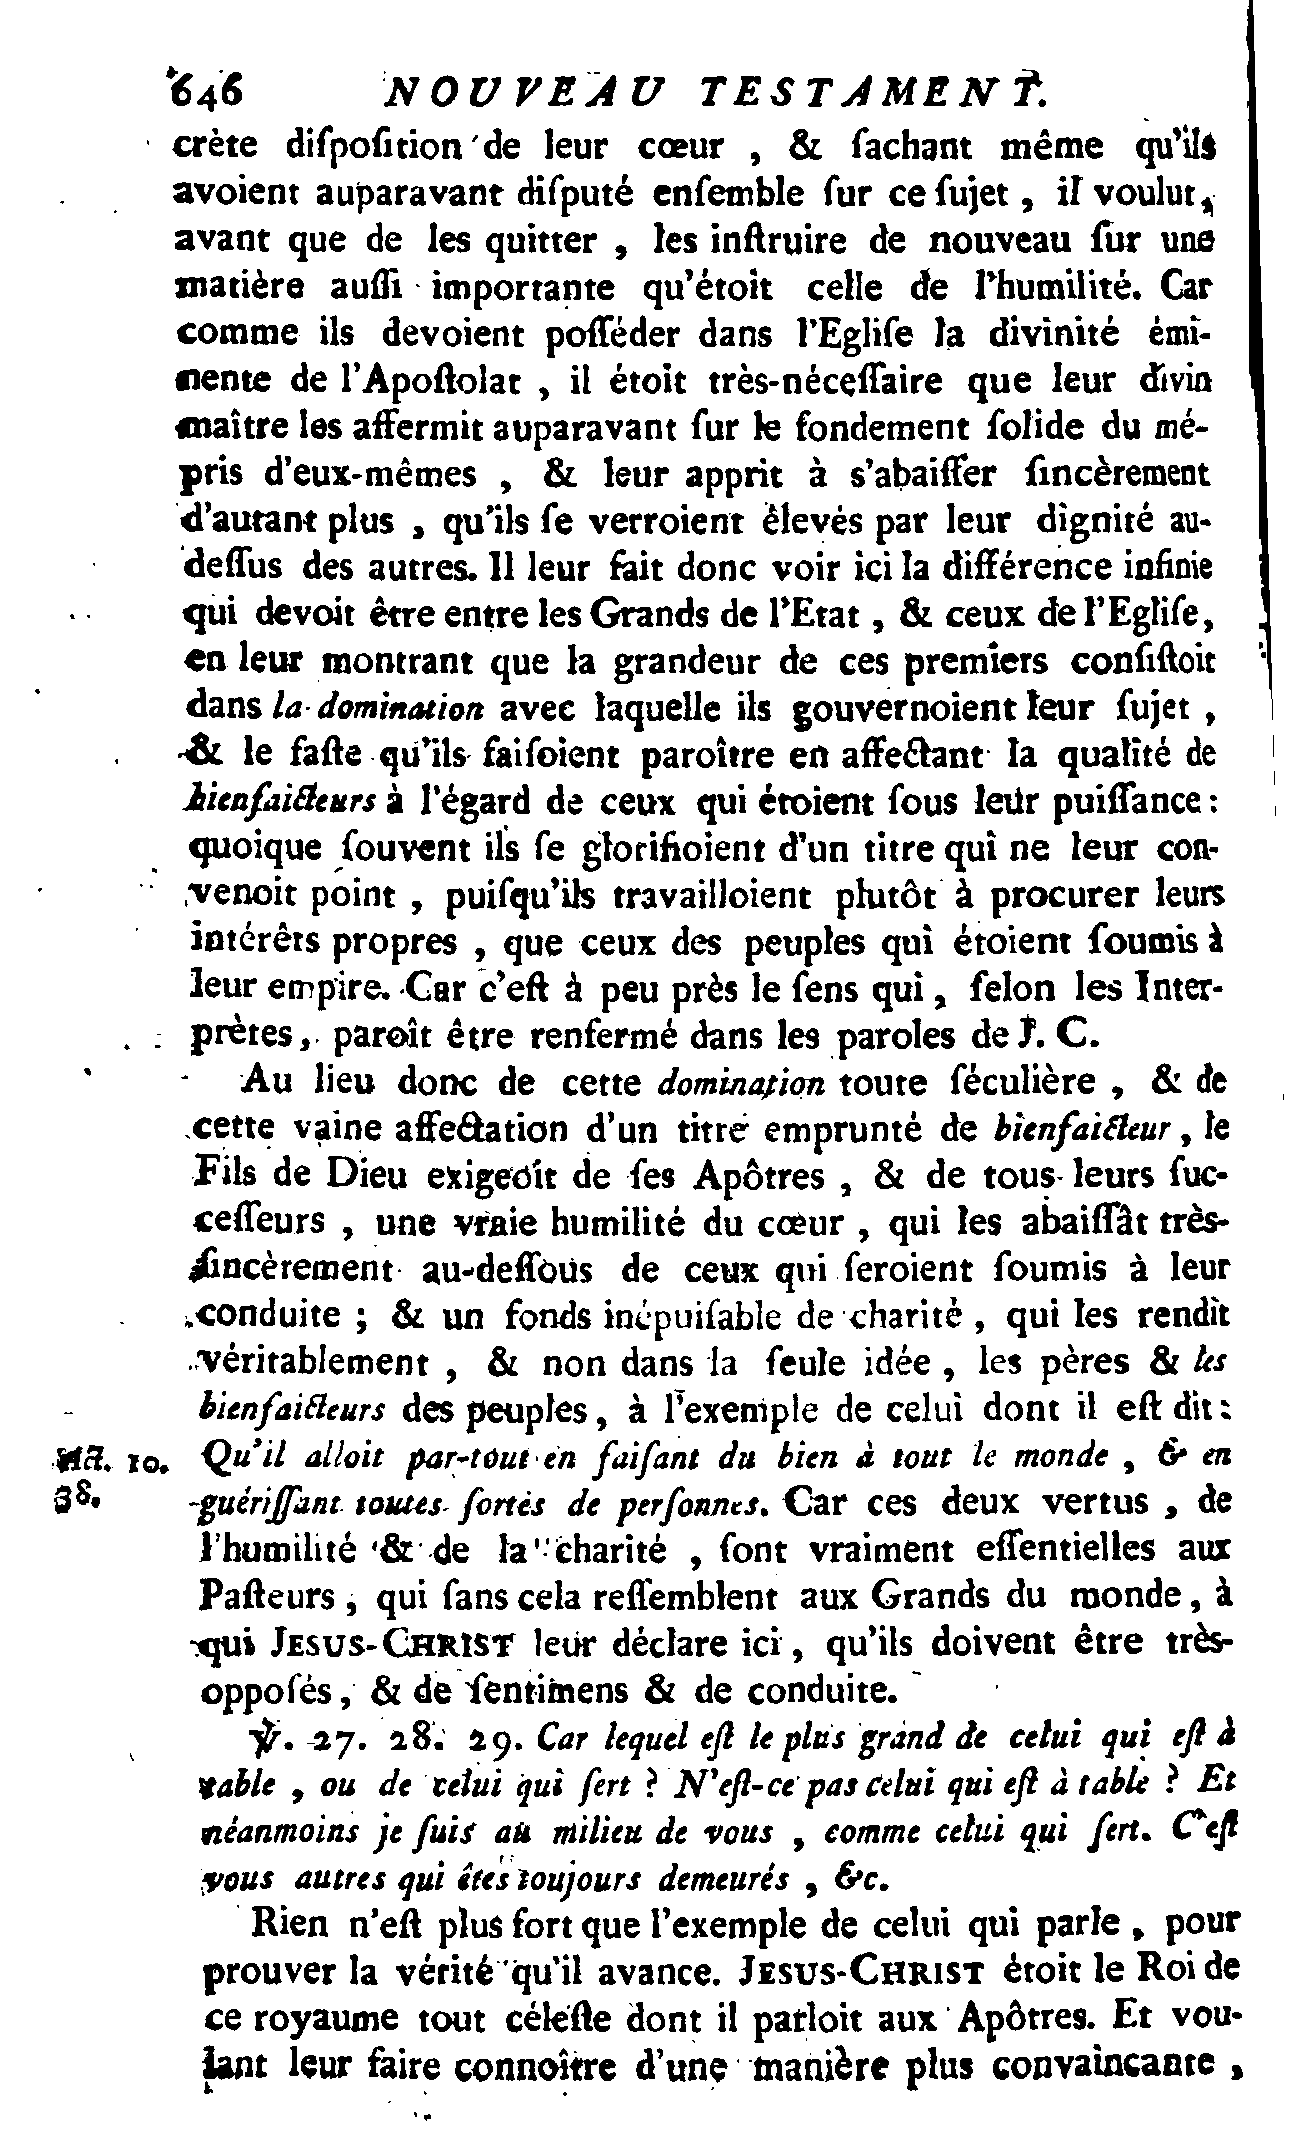 646 NOUVEAU TESTAMENT.
crète diſpoſition de leur cœur , & ſachant même qu'ils
avoient auparavant diſputé enſemble ſur ce ſujet , il voulut,
avant que de les quitter , les inſtruire de nouveau ſur une
matière auſſi importante qu'étoit celle de l'humilité. Car
comme ils devoient poſſéder dans l'Egliſe la divinité émi-
nente de l'Apoſtolat , il étoit très-néceſſaire que leur divin
maître les affermit auparavant ſur le fondement ſolide du mé-
pris d'eux-mêmes , & leur apprit à s'abaiſſer ſincèrement
d'autant plus , qu'ils ſe verroient élevés par leur dignité au-
deſſus des autres. Il leur fait donc voir ici la différence infinie
qui devoit être entre les Grands de l'Etat , & ceux de l'Egliſe,
en leur montrant que la grandeur de ces premiers conſiſtoit
dans la domination avec laquelle ils gouvernoient leur ſujet ,
& le faſte qu'ils faiſoient paroître en affectant la qualité de
bienfaicteurs à l'égard de ceux qui étoient ſous leur puiſſance :
quoique ſouvent ils ſe glorifioient d'un titre qui ne leur con-
venoit point , puiſqu'ils travailloient plutôt à procurer leurs
intérêts propres , que ceux des peuples qui étoient ſoumis à
leur empire. Car c'eſt à peu près le ſens qui , ſelon les Inter-
prètes, paroît être renfermé dans les paroles de J. C.
Au lieu donc de cette domination toute ſéculière , & de
cette vaine affectation d'un titre emprunté de bienfaicteur , le
Fils de Dieu exigeoit de ſes Apôtres , & de tous leurs ſuc-
ceſſeurs , une vraie humilité du cœur , qui les abaiſſât très-
ſincèrement au-deſſous de ceux qui ſeroient ſoumis à leur
conduite ; & un fonds inépuiſable de charité , qui les rendît
véritablement , & non dans la ſeule idée , les pères & les
bienfaicteurs des peuples, à l'exemple de celui dont il eſt dit :
Act. 10. Qu'il alloit par-tout en faiſant du bien à tout le monde , & en
38. guériſſant toutes ſortes de perſonnes. Car ces deux vertus , de
l'humilité & de la charité , ſont vraiment eſſentielles aux
Paſteurs , qui ſans cela reſſemblent aux Grands du monde, à
qui JESUS-CHRIST leur déclare ici , qu'ils doivent être très-
oppoſés , & de ſentimens & de conduite.
℣. 27. 28. 29. Car lequel eſt le plus grand de celui qui eſt à
table , ou de celui qui ſert ? N'eſt-ce pas celui qui eſt à table ? Et
néanmoins je ſuis au milieu de vous , comme celui qui ſert. C'eſt
vous autres qui êtes toujours demeurés , &c.
Rien n'eſt plus fort que l'exemple de celui qui parle , pour
prouver la vérité qu'il avance. JESUS-CHRIST étoit le Roi de
ce royaume tout céleſte dont il parloit aux Apôtres. Et vou-
lant leur faire connoître d'une manière plus convaincante ,